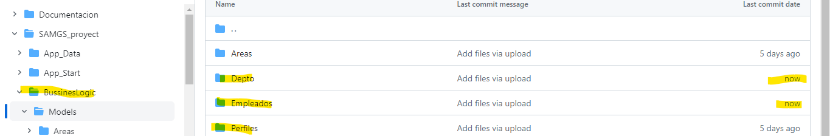 Documentacion
SAMGS_proyect
App_Data
App_Start
BussinesLogic
Models
Areas
Name Last commit message Last commit date
..
Areas Add files via upload 5 days ago
Depto Add files via upload now
Empleados Add files via upload now
Perfiles Add files via upload 5 days ago